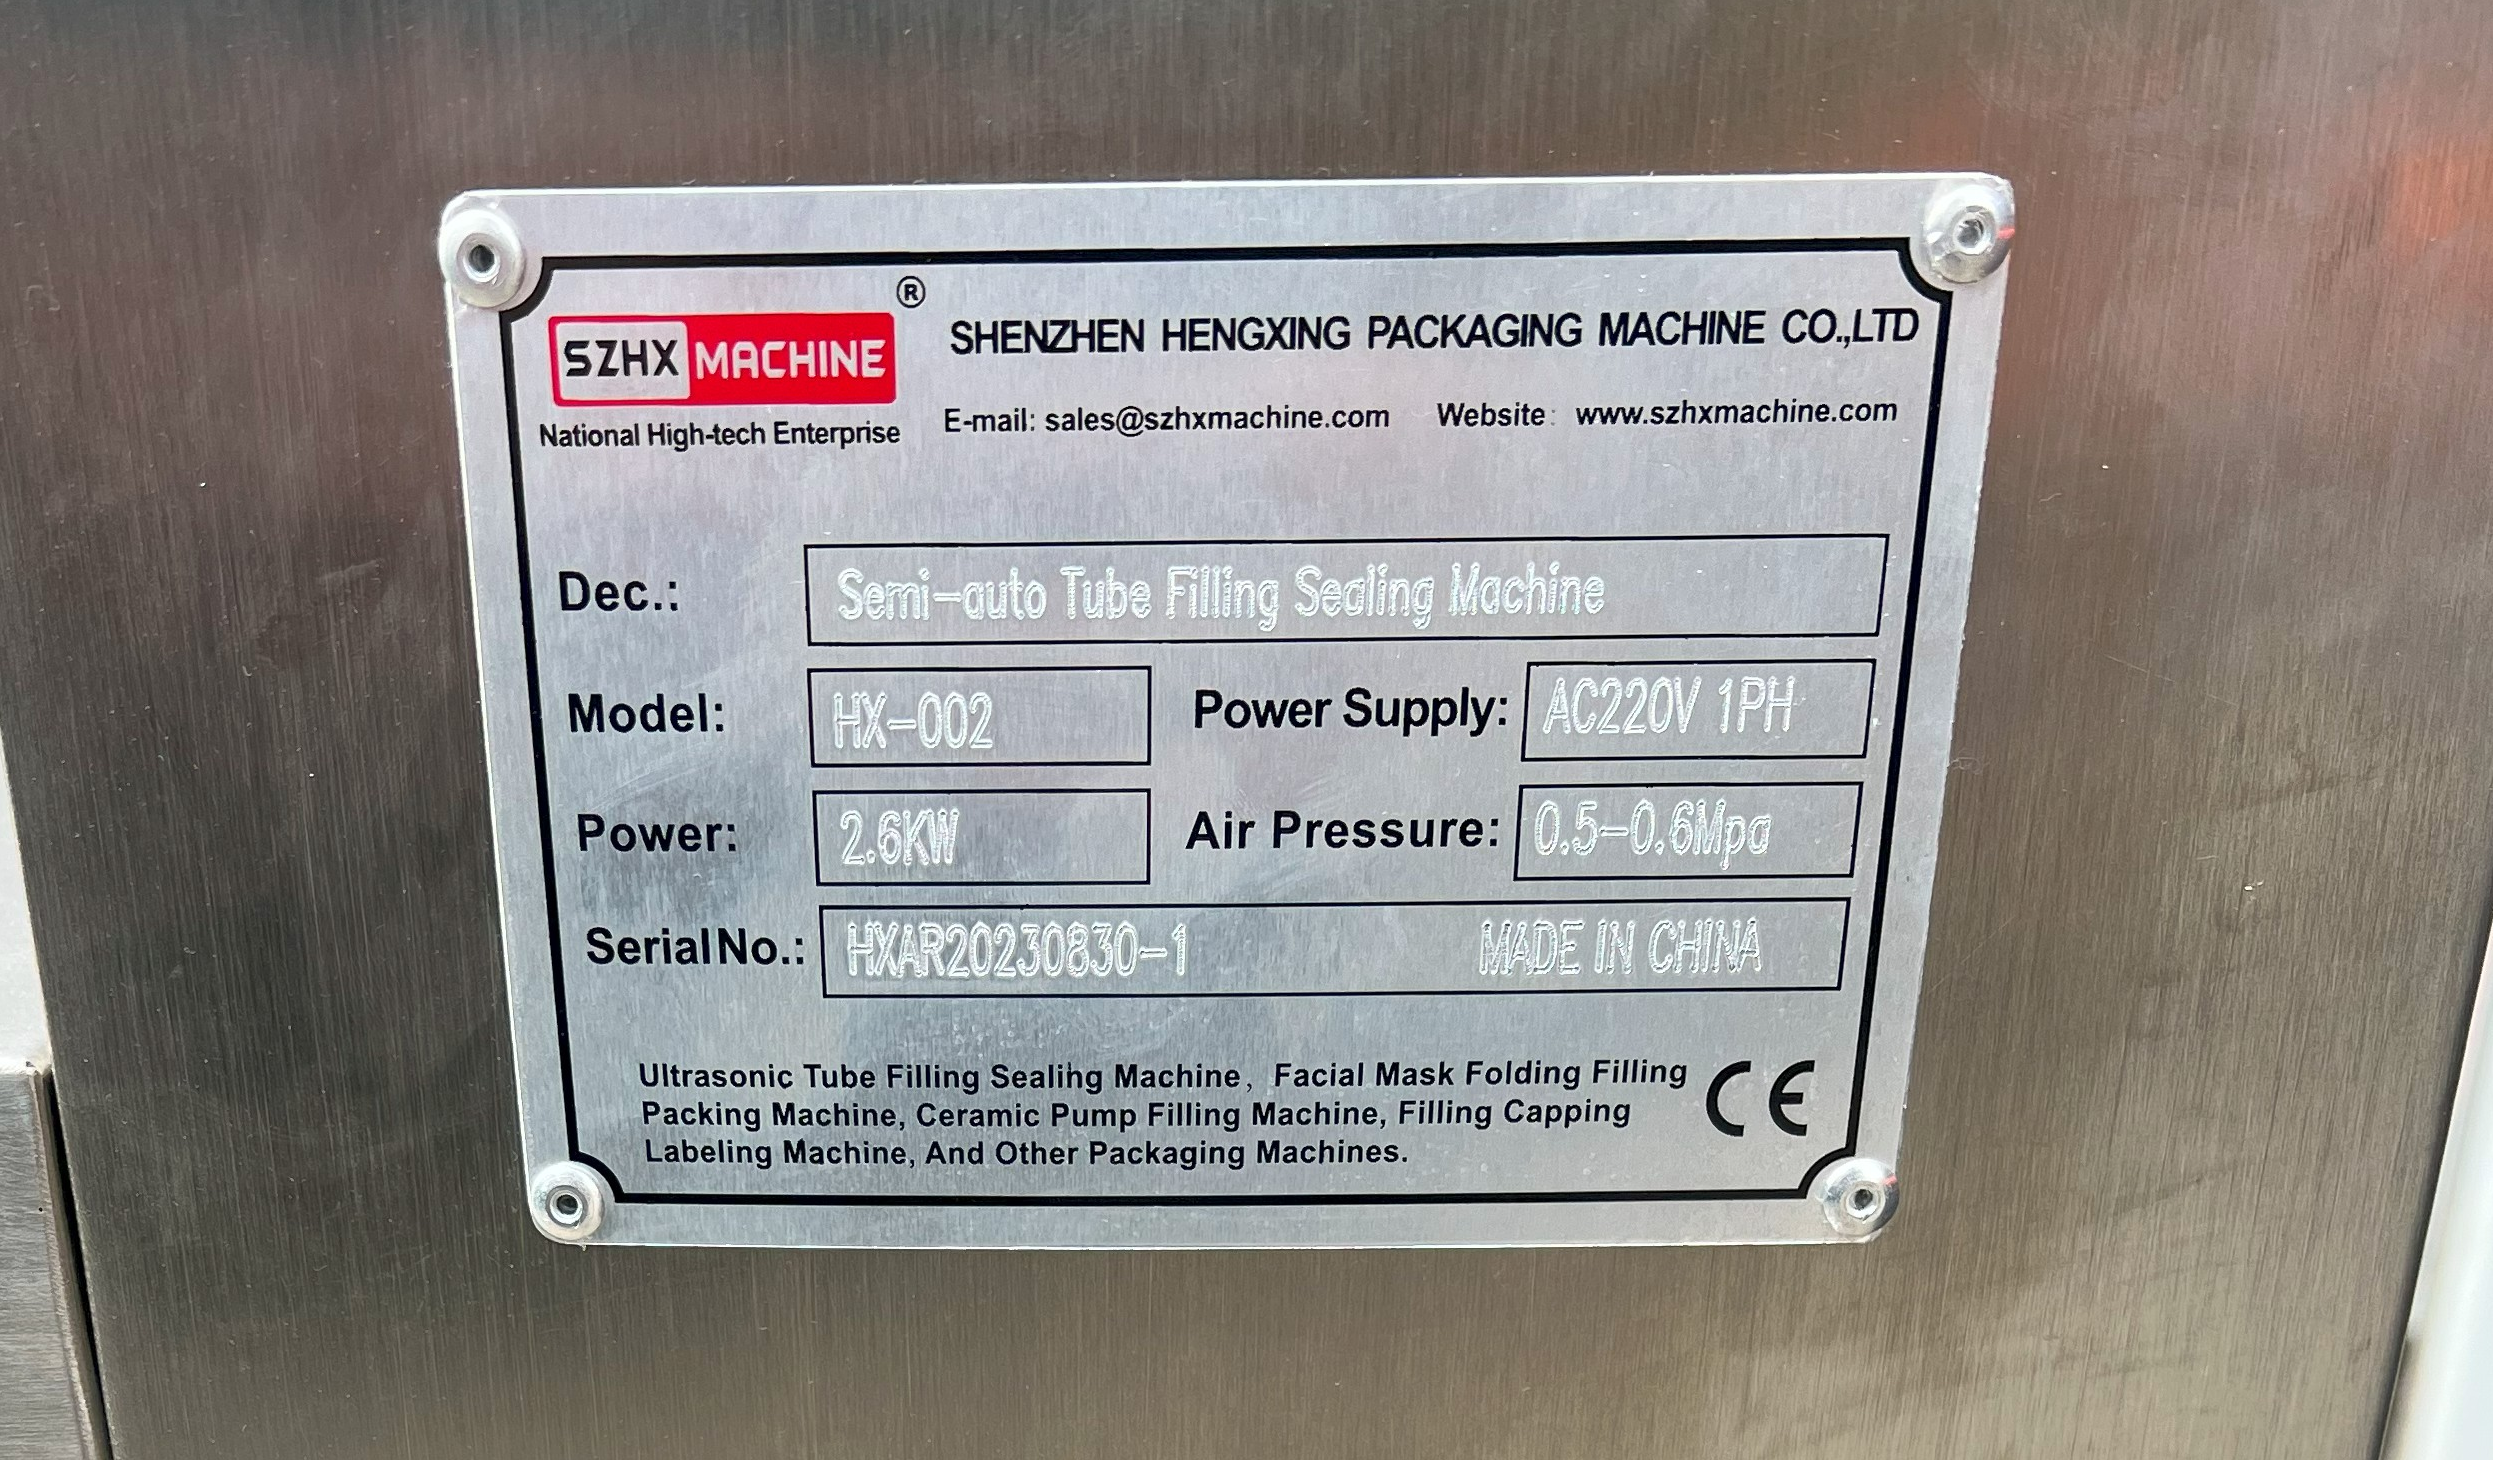 SZHX MACHINE ®
National High-tech Enterprise
SHENZHEN HENGXING PACKAGING MACHINE CO.,LTD
E-mail: sales@szhxmachine.com Website: www.szhxmachine.com
Dec.: Semi-auto Tube Filling Sealing Machine
Model: HX-002 Power Supply: AC220V 1PH
Power: 2.6KW Air Pressure: 0.5-0.6Mpa
SerialNo.: HXAR20230830-1 MADE IN CHINA
Ultrasonic Tube Filling Sealing Machine, Facial Mask Folding Filling
Packing Machine, Ceramic Pump Filling Machine, Filling Capping
Labeling Machine, And Other Packaging Machines.
CE